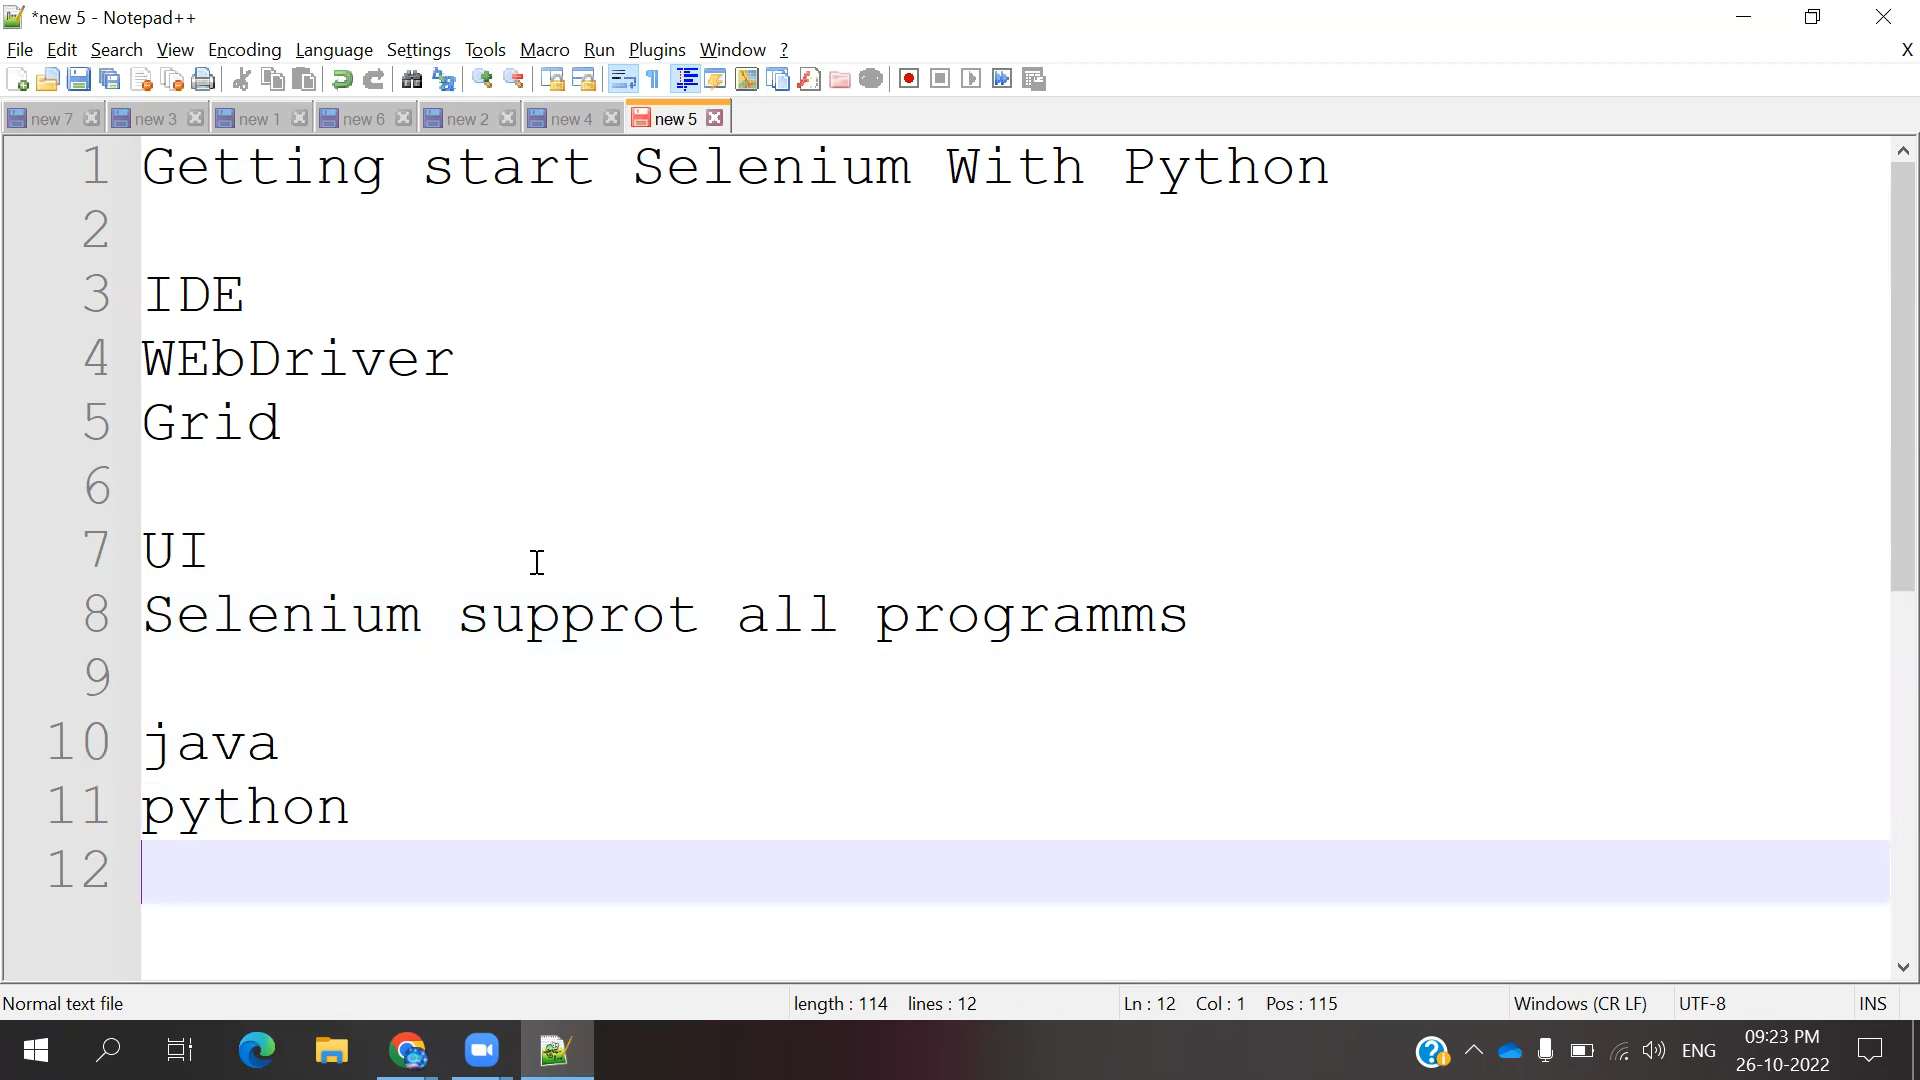 *new 5 - Notepad++
File Edit Search View Encoding Language Settings Tools Macro Run Plugins Window ? X
new 7 new 3 new 1 new 6 new 2 new 4 new 5
1 Getting start Selenium With Python
2
3 IDE
4 WEbDriver
5 Grid
6
7 UI
8 Selenium supprot all programms
9
10 java
11 python
12
Normal text file length : 114 lines : 12 Ln : 12 Col : 1 Pos : 115 Windows (CR LF) UTF-8 INS
ENG 09:23 PM
26-10-2022